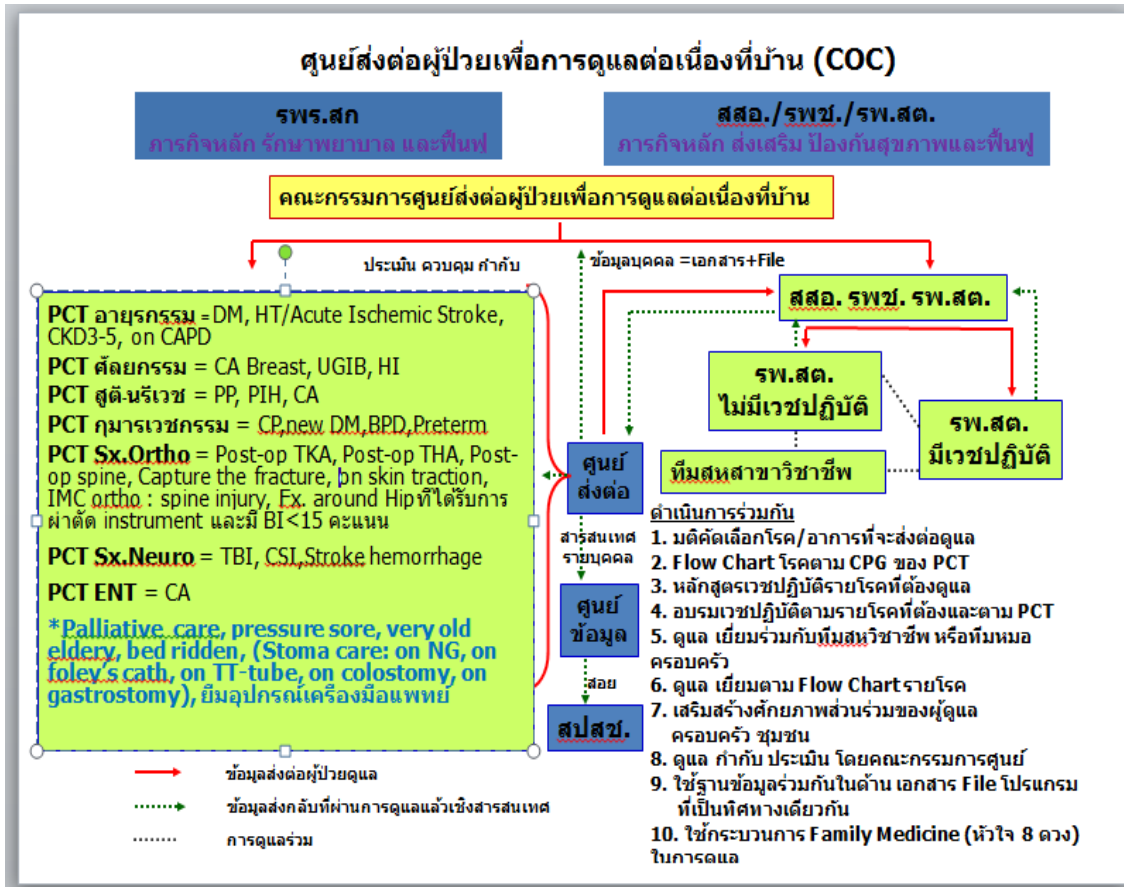 ศูนย์ส่งต่อผู้ป่วยเพื่อการดูแลต่อเนื่องที่บ้าน (COC)
รพร.สก
ภารกิจหลัก รักษาพยาบาล และฟื้นฟู
สสอ./รพช./รพ.สต.
ภารกิจหลัก ส่งเสริม ป้องกันสุขภาพและฟื้นฟู
คณะกรรมการศูนย์ส่งต่อผู้ป่วยเพื่อการดูแลต่อเนื่องที่บ้าน
ประเมิน ควบคุม กำกับ
ข้อมูลบุคคล =เอกสาร+File
PCT อายุรกรรม =DM, HT/Acute Ischemic Stroke,
CKD3-5, on CAPD
PCT ศัลยกรรม = CA Breast, UGIB, HI
PCT สูติ-นรีเวช = PP, PIH, CA
PCT กุมารเวชกรรม = CP,new DM,BPD,Preterm
PCT Sx.Ortho = Post-op TKA, Post-op THA, Post-
op spine, Capture the fracture, on skin traction,
IMC ortho : spine injury, Fx. around Hipที่ได้รับการ
ผ่าตัด instrument และมี BI<15 คะแนน
PCT Sx.Neuro = TBI, CSI,Stroke hemorrhage
PCT ENT = CA
*Palliative care, pressure sore, very old
eldery, bed ridden, (Stoma care: on NG, on
foley's cath, on TT-tube, on colostomy, on
gastrostomy), ยืมอุปกรณ์เครื่องมือแพทย์
ศูนย์
ส่งต่อ
สารสนเทศ
รายบุคคล
ศูนย์
ข้อมูล
สอย
สปสช.
สสอ. รพช. รพ.สต.
รพ.สต.
ไม่มีเวชปฏิบัติ
รพ.สต.
มีเวชปฏิบัติ
ทีมสหสาขาวิชาชีพ
ดำเนินการร่วมกัน
1. มติคัดเลือกโรค/อาการที่จะส่งต่อดูแล
2. Flow Chart โรคตาม CPG ของ PCT
3. หลักสูตรเวชปฏิบัติรายโรคที่ต้องดูแล
4. อบรมเวชปฏิบัติตามรายโรคที่ต้องและตาม PCT
5. ดูแล เยี่ยมร่วมกับทีมสหวิชาชีพ หรือทีมหมอ
ครอบครัว
6. ดูแล เยี่ยมตาม Flow Chart รายโรค
7. เสริมสร้างศักยภาพส่วนร่วมของผู้ดูแล
ครอบครัว ชุมชน
8. ดูแล กำกับ ประเมิน โดยคณะกรรมการศูนย์
9. ใช้ฐานข้อมูลร่วมกันในด้าน เอกสาร File โปรแกรม
ที่เป็นทิศทางเดียวกัน
10. ใช้กระบวนการ Family Medicine (หัวใจ 8 ดวง)
ในการดูแล
ข้อมูลส่งต่อผู้ป่วยดูแล
ข้อมูลส่งกลับที่ผ่านการดูแลแล้วเชิงสารสนเทศ
การดูแลร่วม